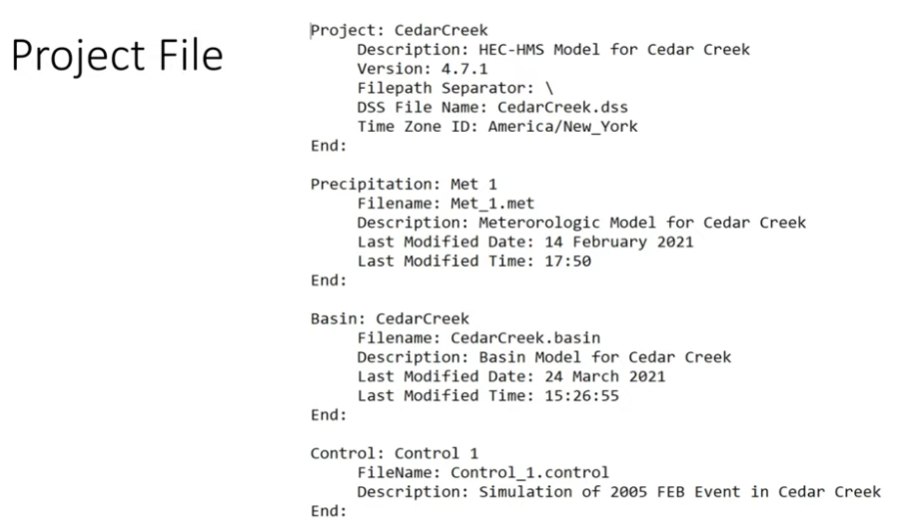 Project File
Project: CedarCreek
Description: HEC-HMS Model for Cedar Creek
Version: 4.7.1
Filepath Separator: \
DSS File Name: CedarCreek.dss
Time Zone ID: America/New_York
End:
Precipitation: Met 1
Filename: Met_1.met
Description: Meterorologic Model for Cedar Creek
Last Modified Date: 14 February 2021
Last Modified Time: 17:50
End:
Basin: CedarCreek
Filename: CedarCreek.basin
Description: Basin Model for Cedar Creek
Last Modified Date: 24 March 2021
Last Modified Time: 15:26:55
End:
Control: Control 1
FileName: Control_1.control
Description: Simulation of 2005 FEB Event in Cedar Creek
End: